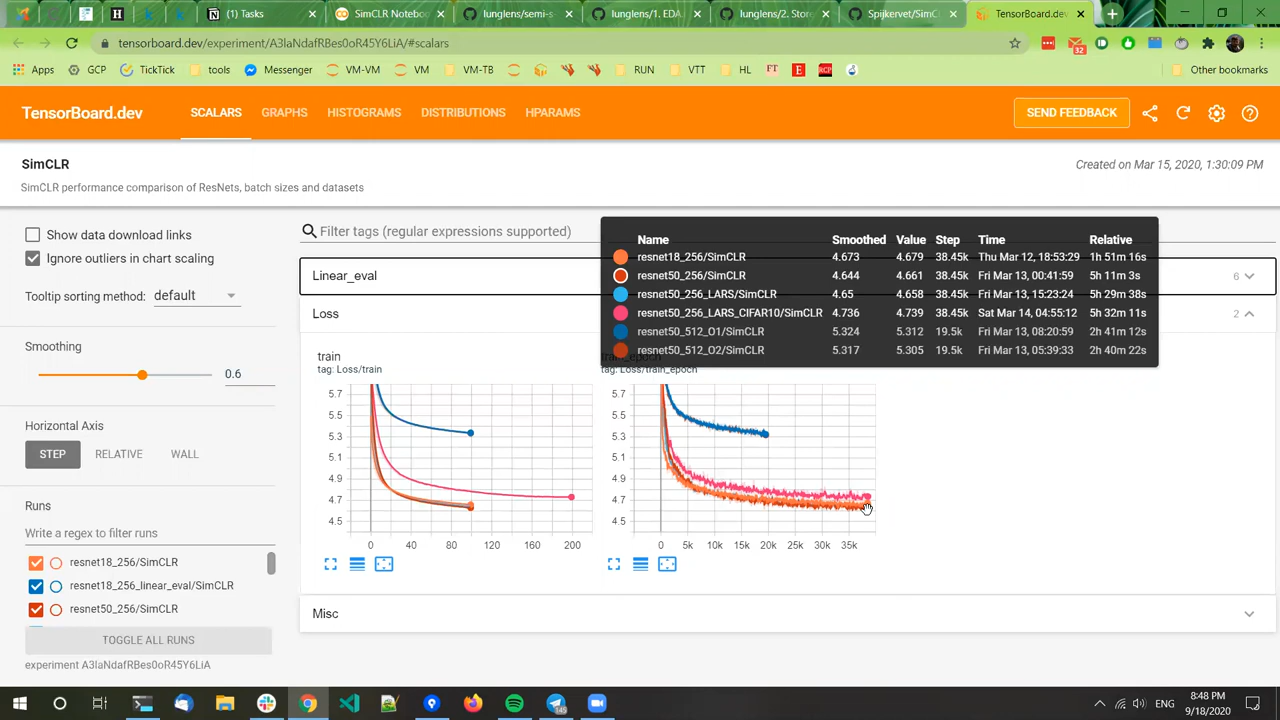 (1) Tasks
SimCLR Notebo
lunglens/semi-s
lunglens/1. EDA
lunglens/2. Store
Spijkervet/SimC
TensorBoard.dev
tensorboard.dev/experiment/A3laNdafRBes0oR45Y6LiA/#scalars
32
Apps
GCP
TickTick
tools
Messenger
VM-VM
VM
VM-TB
RUN
VTT
HL
Other bookmarks
TensorBoard.dev
SCALARS
GRAPHS
HISTOGRAMS
DISTRIBUTIONS
HPARAMS
SEND FEEDBACK
SimCLR
Created on Mar 15, 2020, 1:30:09 PM
SimCLR performance comparison of ResNets, batch sizes and datasets
Show data download links
Ignore outliers in chart scaling
Tooltip sorting method: default
Smoothing
0.6
Horizontal Axis
STEP RELATIVE WALL
Runs
Write a regex to filter runs
resnet18_256/SimCLR
resnet18_256_linear_eval/SimCLR
resnet50_256/SimCLR
TOGGLE ALL RUNS
experiment A3laNdafRBes0oR45Y6LiA
Filter tags (regular expressions supported)
Linear_eval
6
Loss
2
Name Smoothed Value Step Time Relative
resnet18_256/SimCLR 4.673 4.679 38.45k Thu Mar 12, 18:53:29 1h 51m 16s
resnet50_256/SimCLR 4.644 4.661 38.45k Fri Mar 13, 00:41:59 5h 11m 3s
resnet50_256_LARS/SimCLR 4.65 4.658 38.45k Fri Mar 13, 15:23:24 5h 29m 38s
resnet50_256_LARS_CIFAR10/SimCLR 4.736 4.739 38.45k Sat Mar 14, 04:55:12 5h 32m 11s
resnet50_512_O1/SimCLR 5.324 5.312 19.5k Fri Mar 13, 08:20:59 2h 41m 12s
resnet50_512_O2/SimCLR 5.317 5.305 19.5k Fri Mar 13, 05:39:33 2h 40m 22s
train
tag: Loss/train
5.7
5.5
5.3
5.1
4.9
4.7
4.5
0 40 80 120 160 200
train_epoch
tag: Loss/train_epoch
5.7
5.5
5.3
5.1
4.9
4.7
4.5
0 5k 10k 15k 20k 25k 30k 35k
Misc
ENG
8:48 PM
9/18/2020